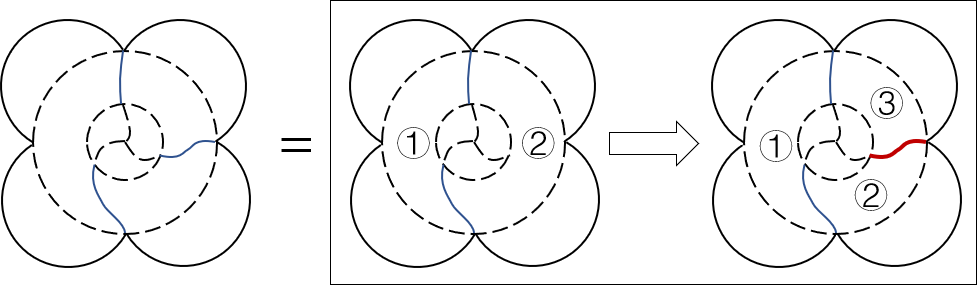 =
① ② ① ② ③